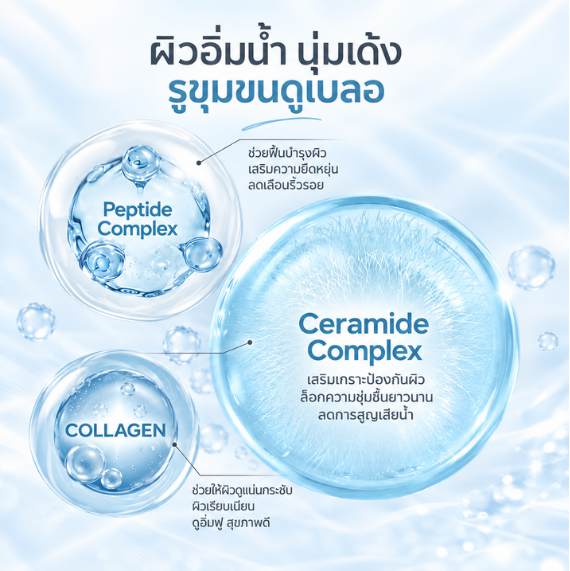 ผิวอิ่มน้ำ นุ่มเด้ง
รูขุมขนดูเบลอ
ช่วยฟื้นบำรุงผิว
เสริมความยืดหยุ่น
ลดเลือนริ้วรอย
Peptide
Complex
Ceramide
Complex
เสริมเกราะป้องกันผิว
ล็อกความชุ่มชื้นยาวนาน
ลดการสูญเสียน้ำ
COLLAGEN
ช่วยให้ผิวดูแน่นกระชับ
ผิวเรียบเนียน
ดูอิ่มฟู สุขภาพดี